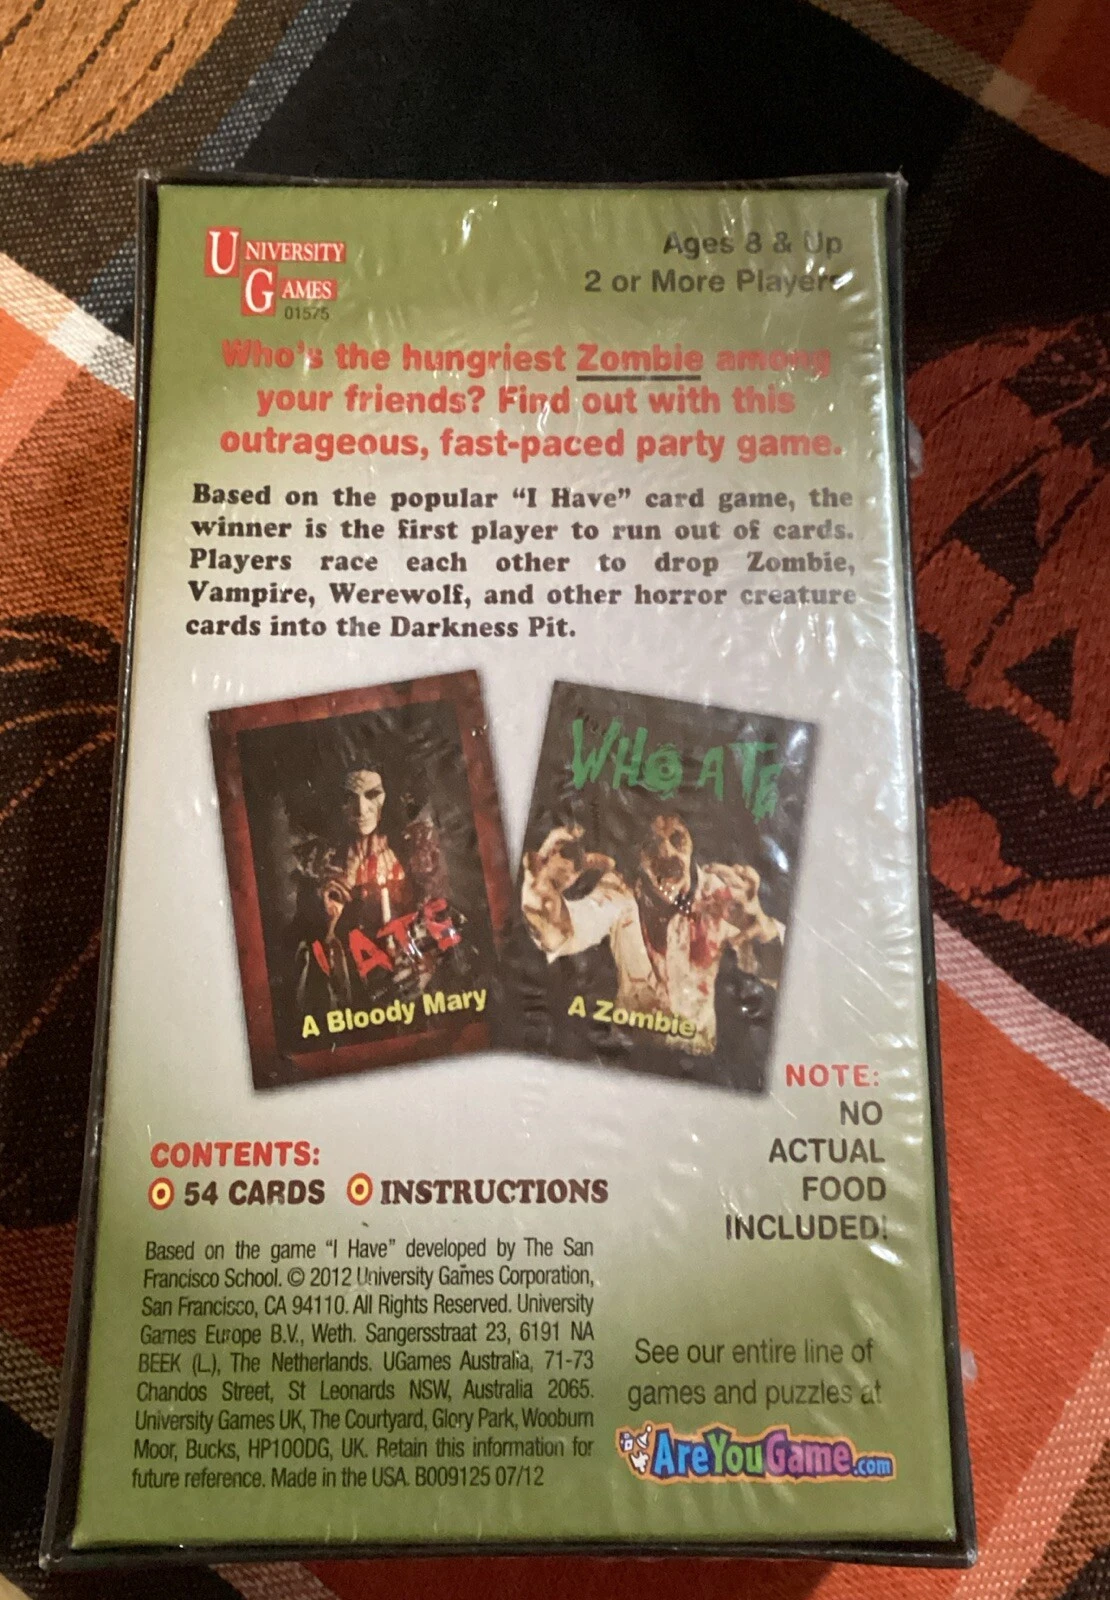 UNIVERSITY
GAMES
01575
Ages 8 & Up
2 or More Players
Who's the hungriest Zombie among
your friends? Find out with this
outrageous, fast-paced party game.
Based on the popular “I Have” card game, the
winner is the first player to run out of cards.
Players race each other to drop Zombie,
Vampire, Werewolf, and other horror creature
cards into the Darkness Pit.
I ATE
A Bloody Mary
WHO ATE
A Zombie
NOTE:
NO
ACTUAL
FOOD
INCLUDED!
CONTENTS:
54 CARDS INSTRUCTIONS
Based on the game “I Have” developed by The San
Francisco School. © 2012 University Games Corporation,
San Francisco, CA 94110. All Rights Reserved. University
Games Europe B.V., Weth. Sangersstraat 23, 6191 NA
BEEK (L), The Netherlands. UGames Australia, 71-73
Chandos Street, St Leonards NSW, Australia 2065.
University Games UK, The Courtyard, Glory Park, Wooburn
Moor, Bucks, HP100DG, UK. Retain this information for
future reference. Made in the USA. B009125 07/12
See our entire line of
games and puzzles at
AreYouGame.com